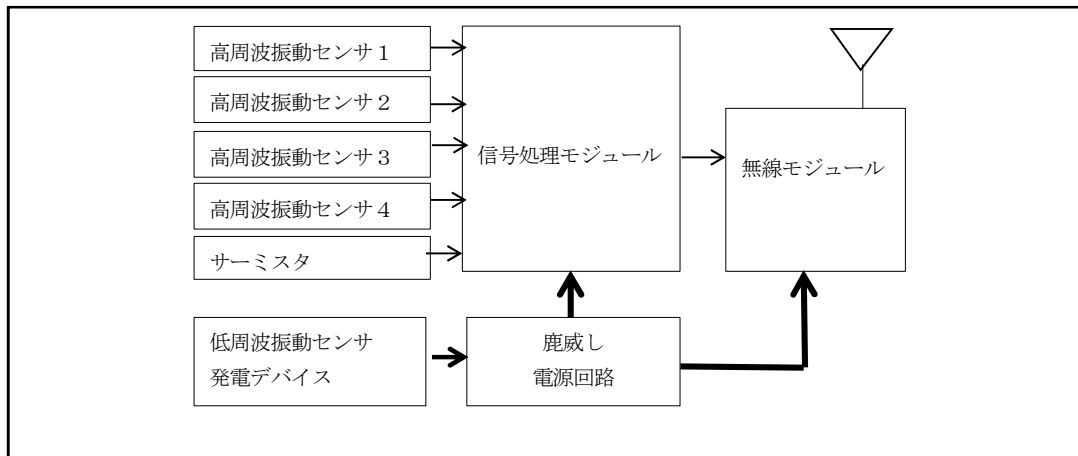 高周波振動センサ１
高周波振動センサ２
高周波振動センサ３
高周波振動センサ４
サーミスタ
信号処理モジュール
無線モジュール
低周波振動センサ
発電デバイス
鹿威し
電源回路